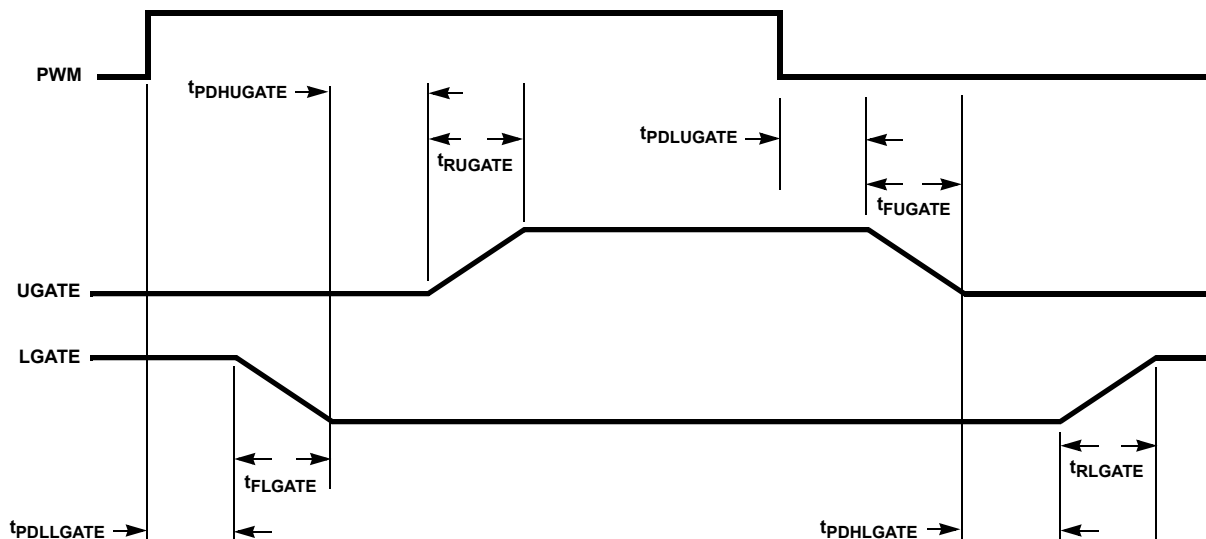 PWM
tPDHUGATE
tRUGATE
tPDLUGATE
tFUGATE
UGATE
LGATE
tFLGATE
tRLGATE
tPDLLGATE
tPDHLGATE